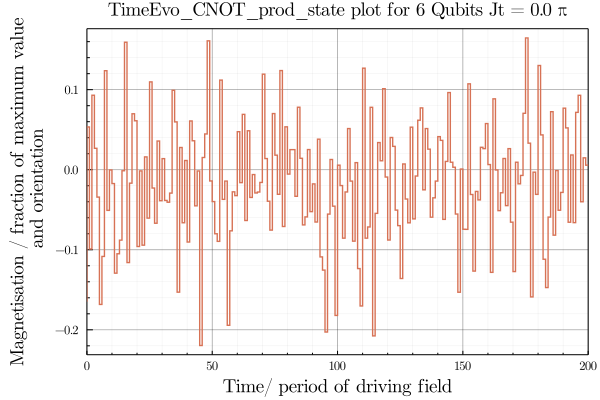 TimeEvo_CNOT_prod_state plot for 6 Qubits Jt = 0.0 π
Magnetisation / fraction of maximum value
and orientation
0.1
0.0
−0.1
−0.2
0 50 100 150 200
Time/ period of driving field